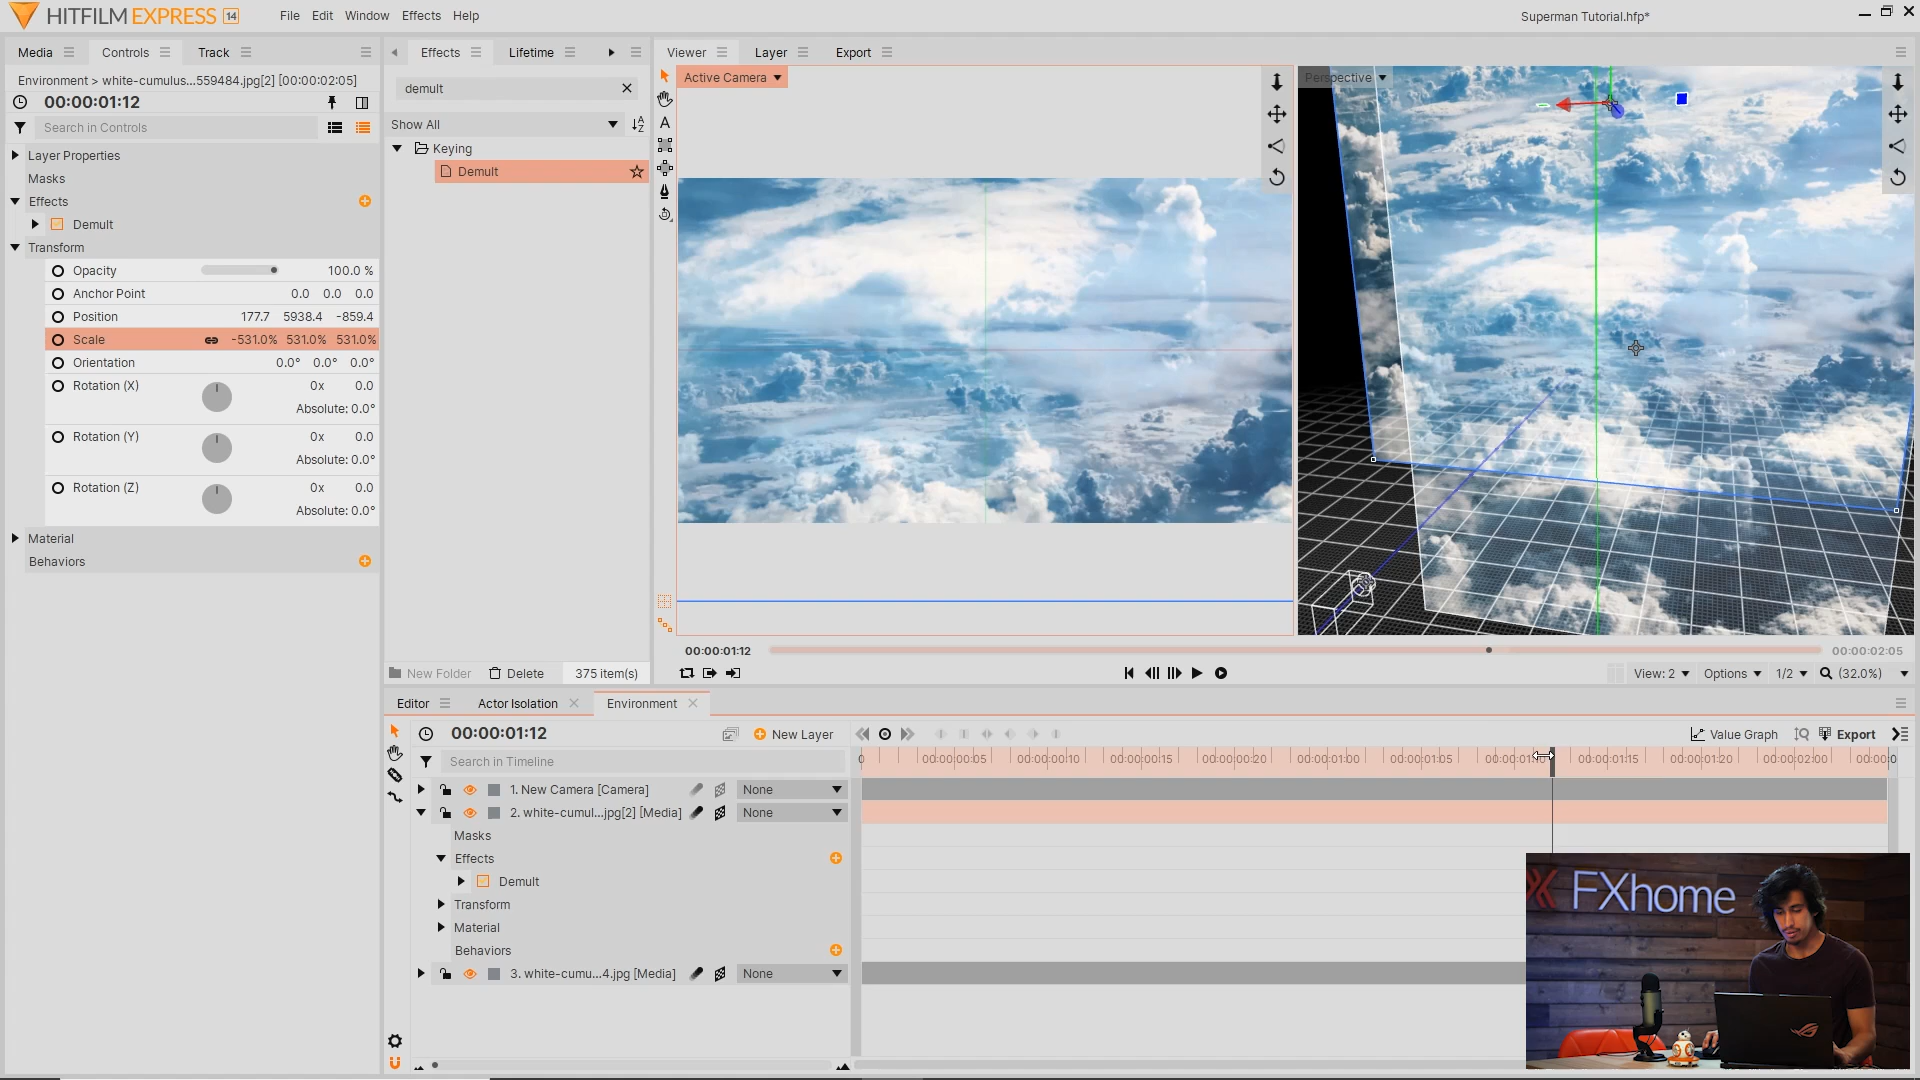 HITFILM EXPRESS 14
File Edit Window Effects Help
Superman Tutorial.hfp*
Media Controls Track
Effects Lifetime
Viewer Layer Export
Environment > white-cumulus...559484.jpg[2] [00:00:02:05]
00:00:01:12
Search in Controls
Layer Properties
Masks
Effects
Demult
Transform
Opacity 100.0 %
Anchor Point 0.0 0.0 0.0
Position 177.7 5938.4 -859.4
Scale -531.0% 531.0% 531.0%
Orientation 0.0° 0.0° 0.0°
Rotation (X) 0x 0.0
Absolute: 0.0°
Rotation (Y) 0x 0.0
Absolute: 0.0°
Rotation (Z) 0x 0.0
Absolute: 0.0°
Material
Behaviors
demult
Show All
Keying
Demult
New Folder Delete 375 item(s)
Active Camera
Perspective
00:00:01:12 00:00:02:05
View: 2 Options 1/2 (32.0%)
Editor Actor Isolation Environment
00:00:01:12 New Layer
Value Graph Export
Search in Timeline
0 00:00:00:05 00:00:00:10 00:00:00:15 00:00:00:20 00:00:01:00 00:00:01:05 00:00:01:15 00:00:01:20 00:00:02:00
1. New Camera [Camera] None
2. white-cumul...jpg[2] [Media] None
Masks
Effects
Demult
Transform
Material
Behaviors
3. white-cumu...4.jpg [Media] None
FXhome